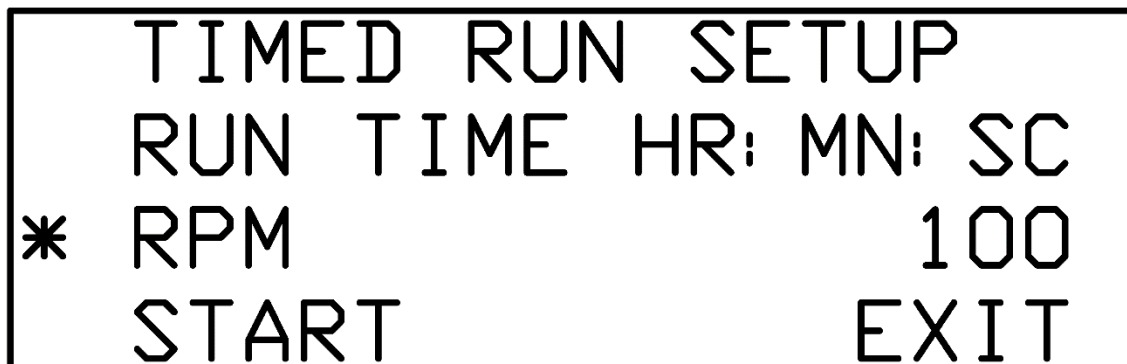 TIMED RUN SETUP
RUN TIME HR: MN: SC
* RPM 100
START EXIT